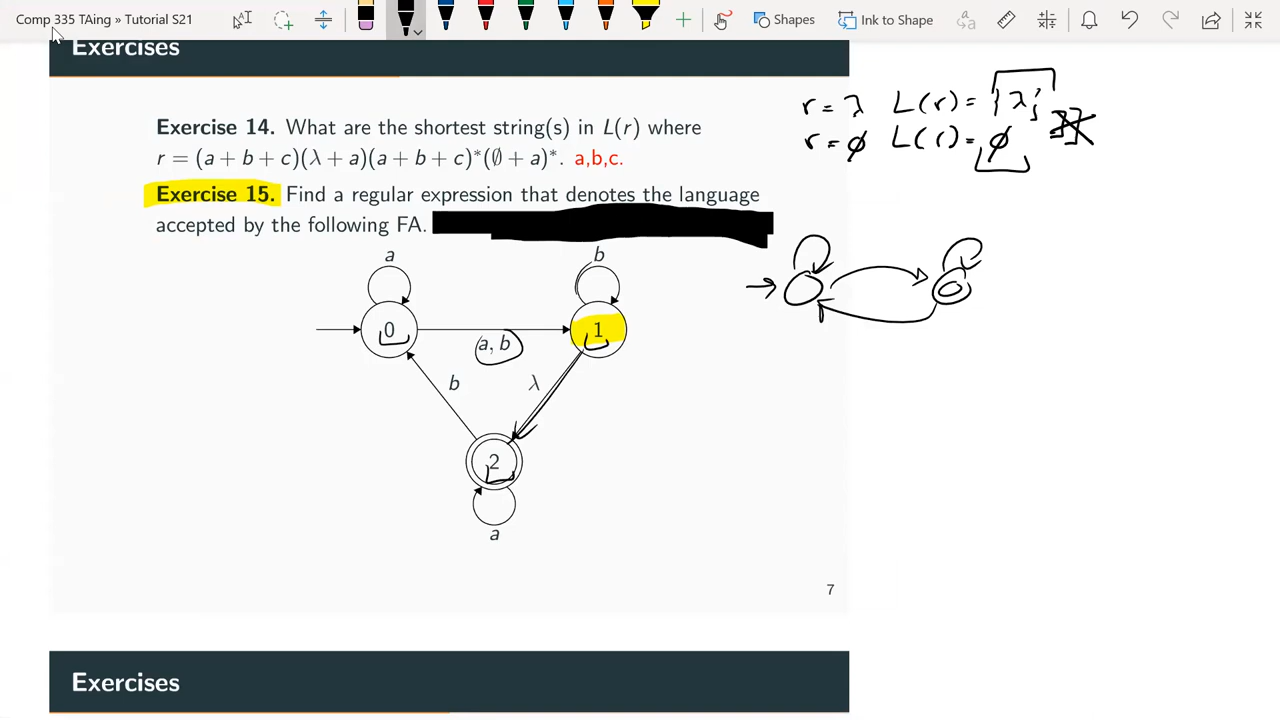 Comp 335 TAing » Tutorial S21
Shapes
Ink to Shape
Exercises
Exercise 14. What are the shortest string(s) in L(r) where
r = (a + b + c)(λ + a)(a + b + c)*(∅ + a)*. a,b,c.
Exercise 15. Find a regular expression that denotes the language
accepted by the following FA.
r = λ L(r) = {λ}
r = ∅ L(r) = ∅
a
b
0
a, b
1
b
λ
2
a
7
Exercises